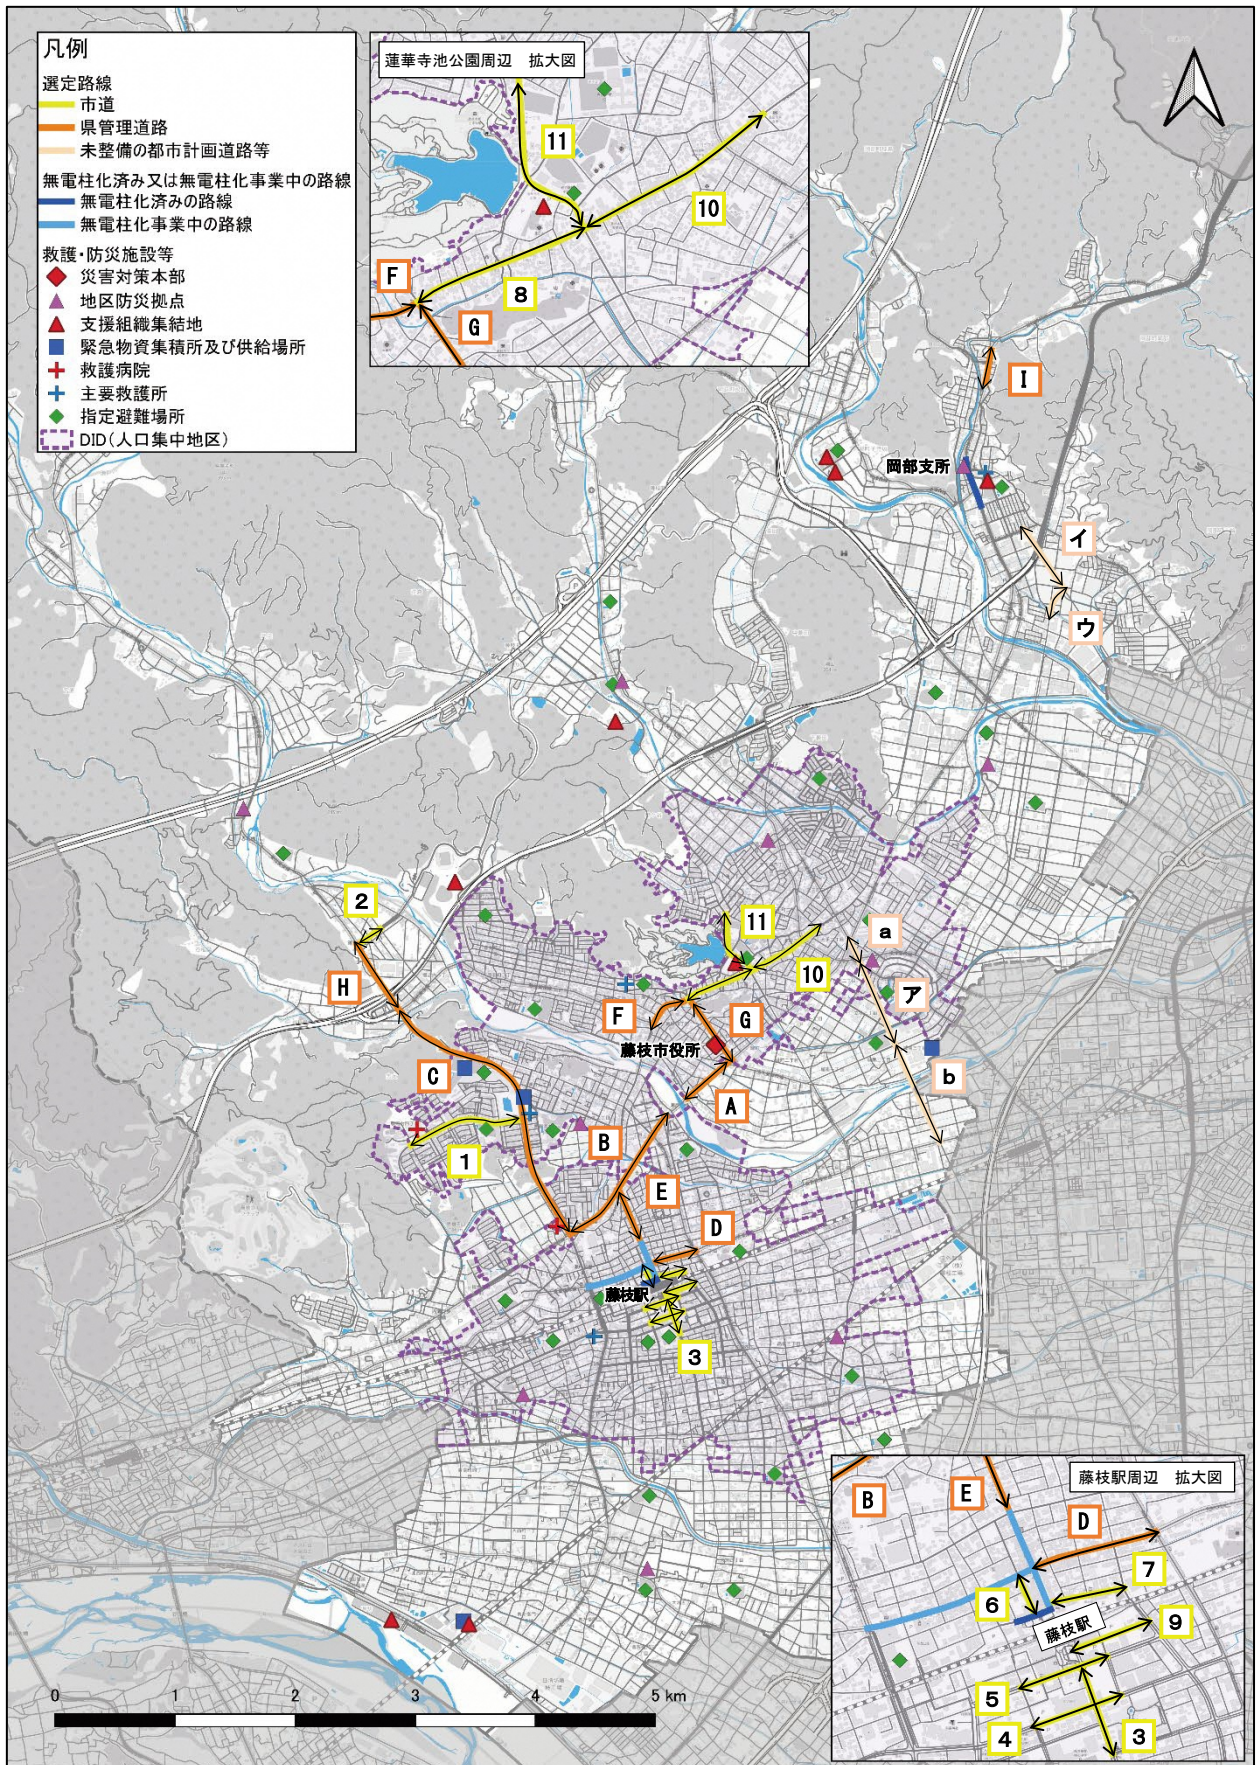 凡例
選定路線
市道
県管理道路
未整備の都市計画道路等
無電柱化済み又は無電柱化事業中の路線
無電柱化済みの路線
無電柱化事業中の路線
救護・防災施設等
災害対策本部
地区防災拠点
支援組織集結地
緊急物資集積所及び供給場所
救護病院
主要救護所
指定避難場所
DID(人口集中地区)
蓮華寺池公園周辺 拡大図
11
10
F
8
G
I
岡部支所
イ
ウ
2
11
a
10
H
ア
F
G
藤枝市役所
b
C
A
B
1
E
D
藤枝駅
3
藤枝駅周辺 拡大図
B
E
D
7
6
藤枝駅
9
5
4
3
0 1 2 3 4 5 km